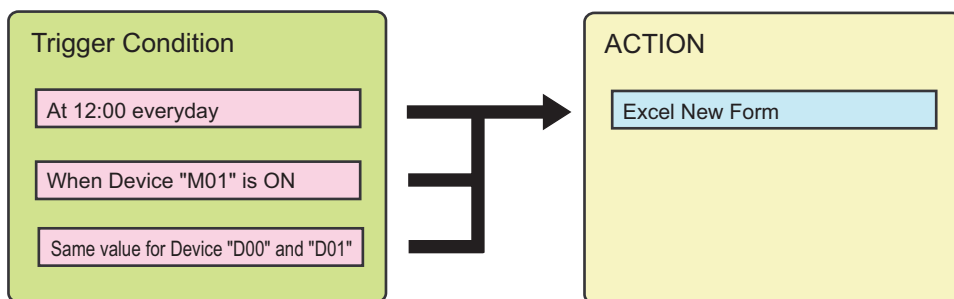 Trigger Condition
At 12:00 everyday
When Device "M01" is ON
Same value for Device "D00" and "D01"
ACTION
Excel New Form